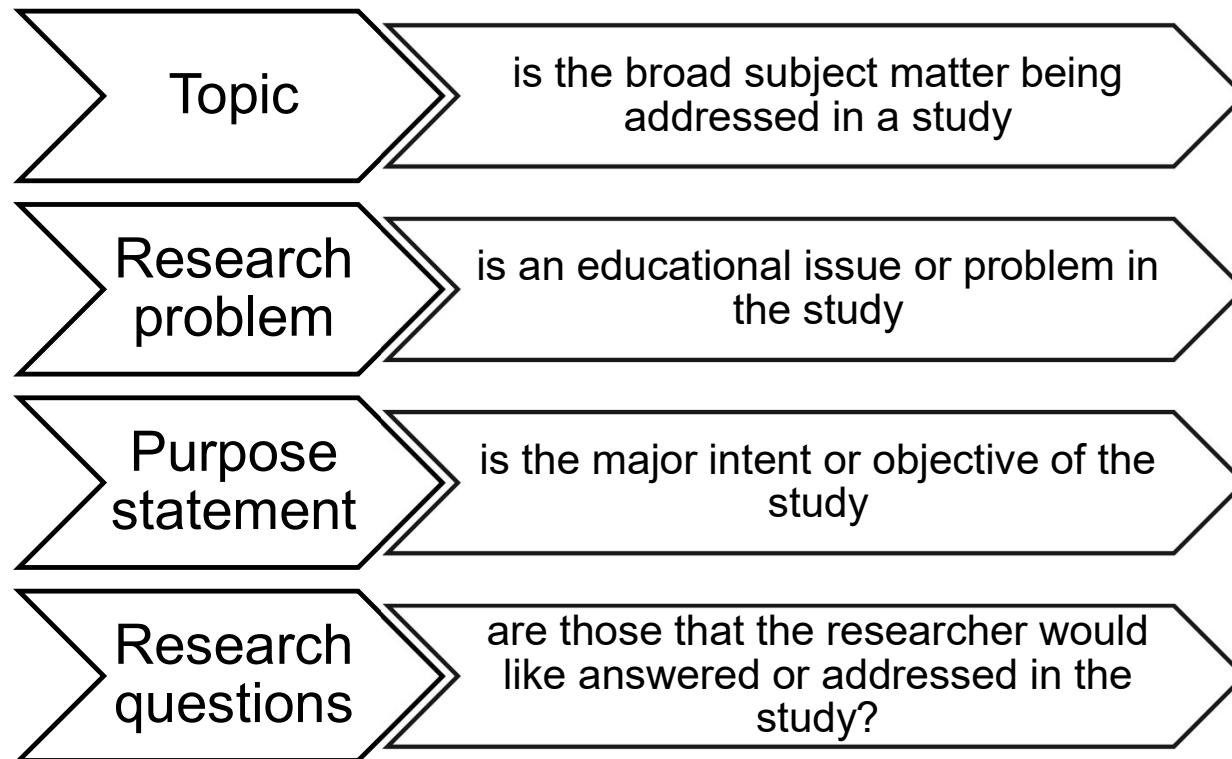 Topic
is the broad subject matter being
addressed in a study
Research
problem
is an educational issue or problem in
the study
Purpose
statement
is the major intent or objective of the
study
Research
questions
are those that the researcher would
like answered or addressed in the
study?